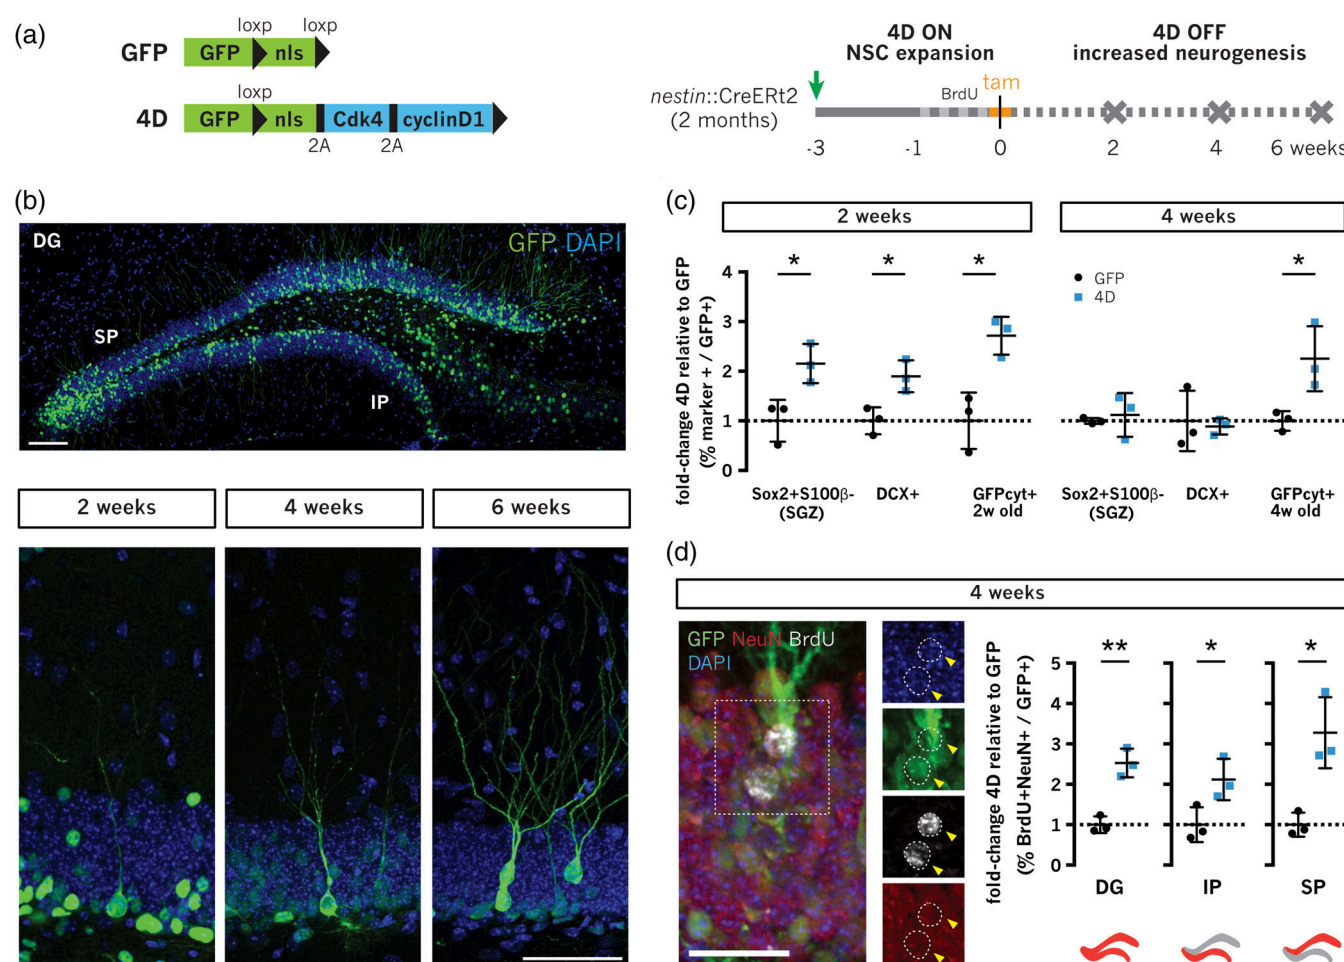 (a)
loxp loxp
GFP GFP nls
loxp
4D GFP nls Cdk4 cyclinD1
2A 2A
4D ON
NSC expansion
4D OFF
increased neurogenesis
nestin::CreERt2
(2 months)
BrdU tam
-3 -1 0 2 4 6 weeks
(b)
DG GFP DAPI
SP
IP
2 weeks 4 weeks 6 weeks
(c)
2 weeks 4 weeks
fold-change 4D relative to GFP
(% marker + / GFP+)
4
3
2
1
0
* * * *
GFP
4D
Sox2+S100β-
(SGZ)
DCX+
GFPcyt+
2w old
Sox2+S100β-
(SGZ)
DCX+
GFPcyt+
4w old
(d)
4 weeks
GFP NeuN BrdU
DAPI
fold-change 4D relative to GFP
(% BrdU+NeuN+ / GFP+)
** * *
5
4
3
2
1
0
DG IP SP